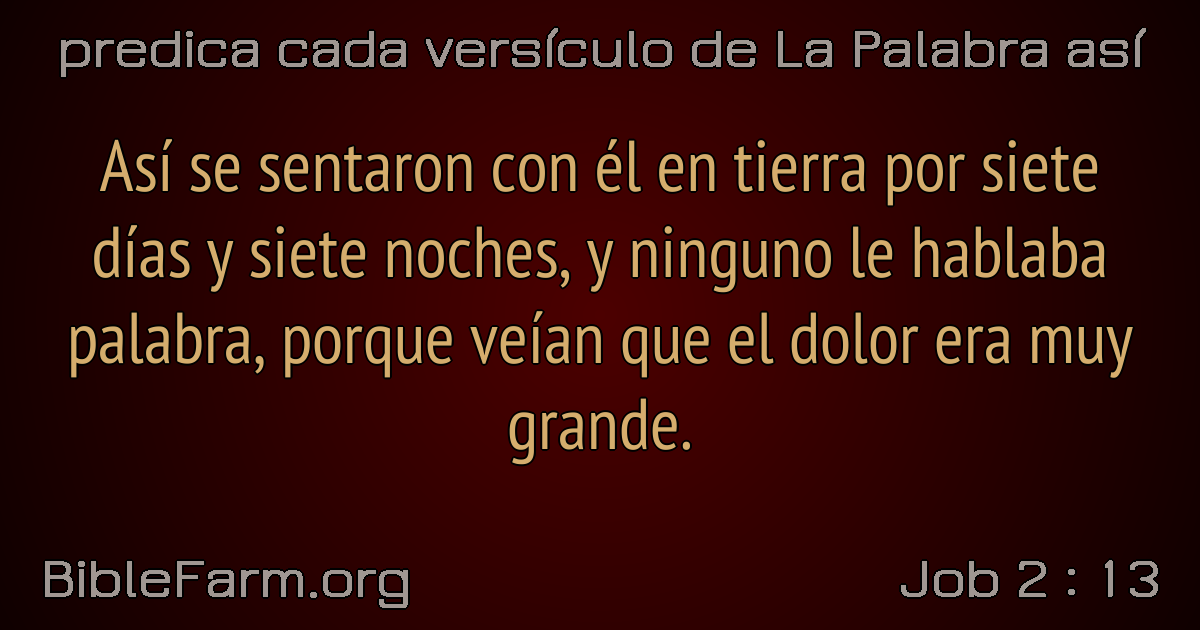 predica cada versículo de La Palabra así
Así se sentaron con él en tierra por siete
días y siete noches, y ninguno le hablaba
palabra, porque veían que el dolor era muy
grande.
BibleFarm.org
Job 2 : 13